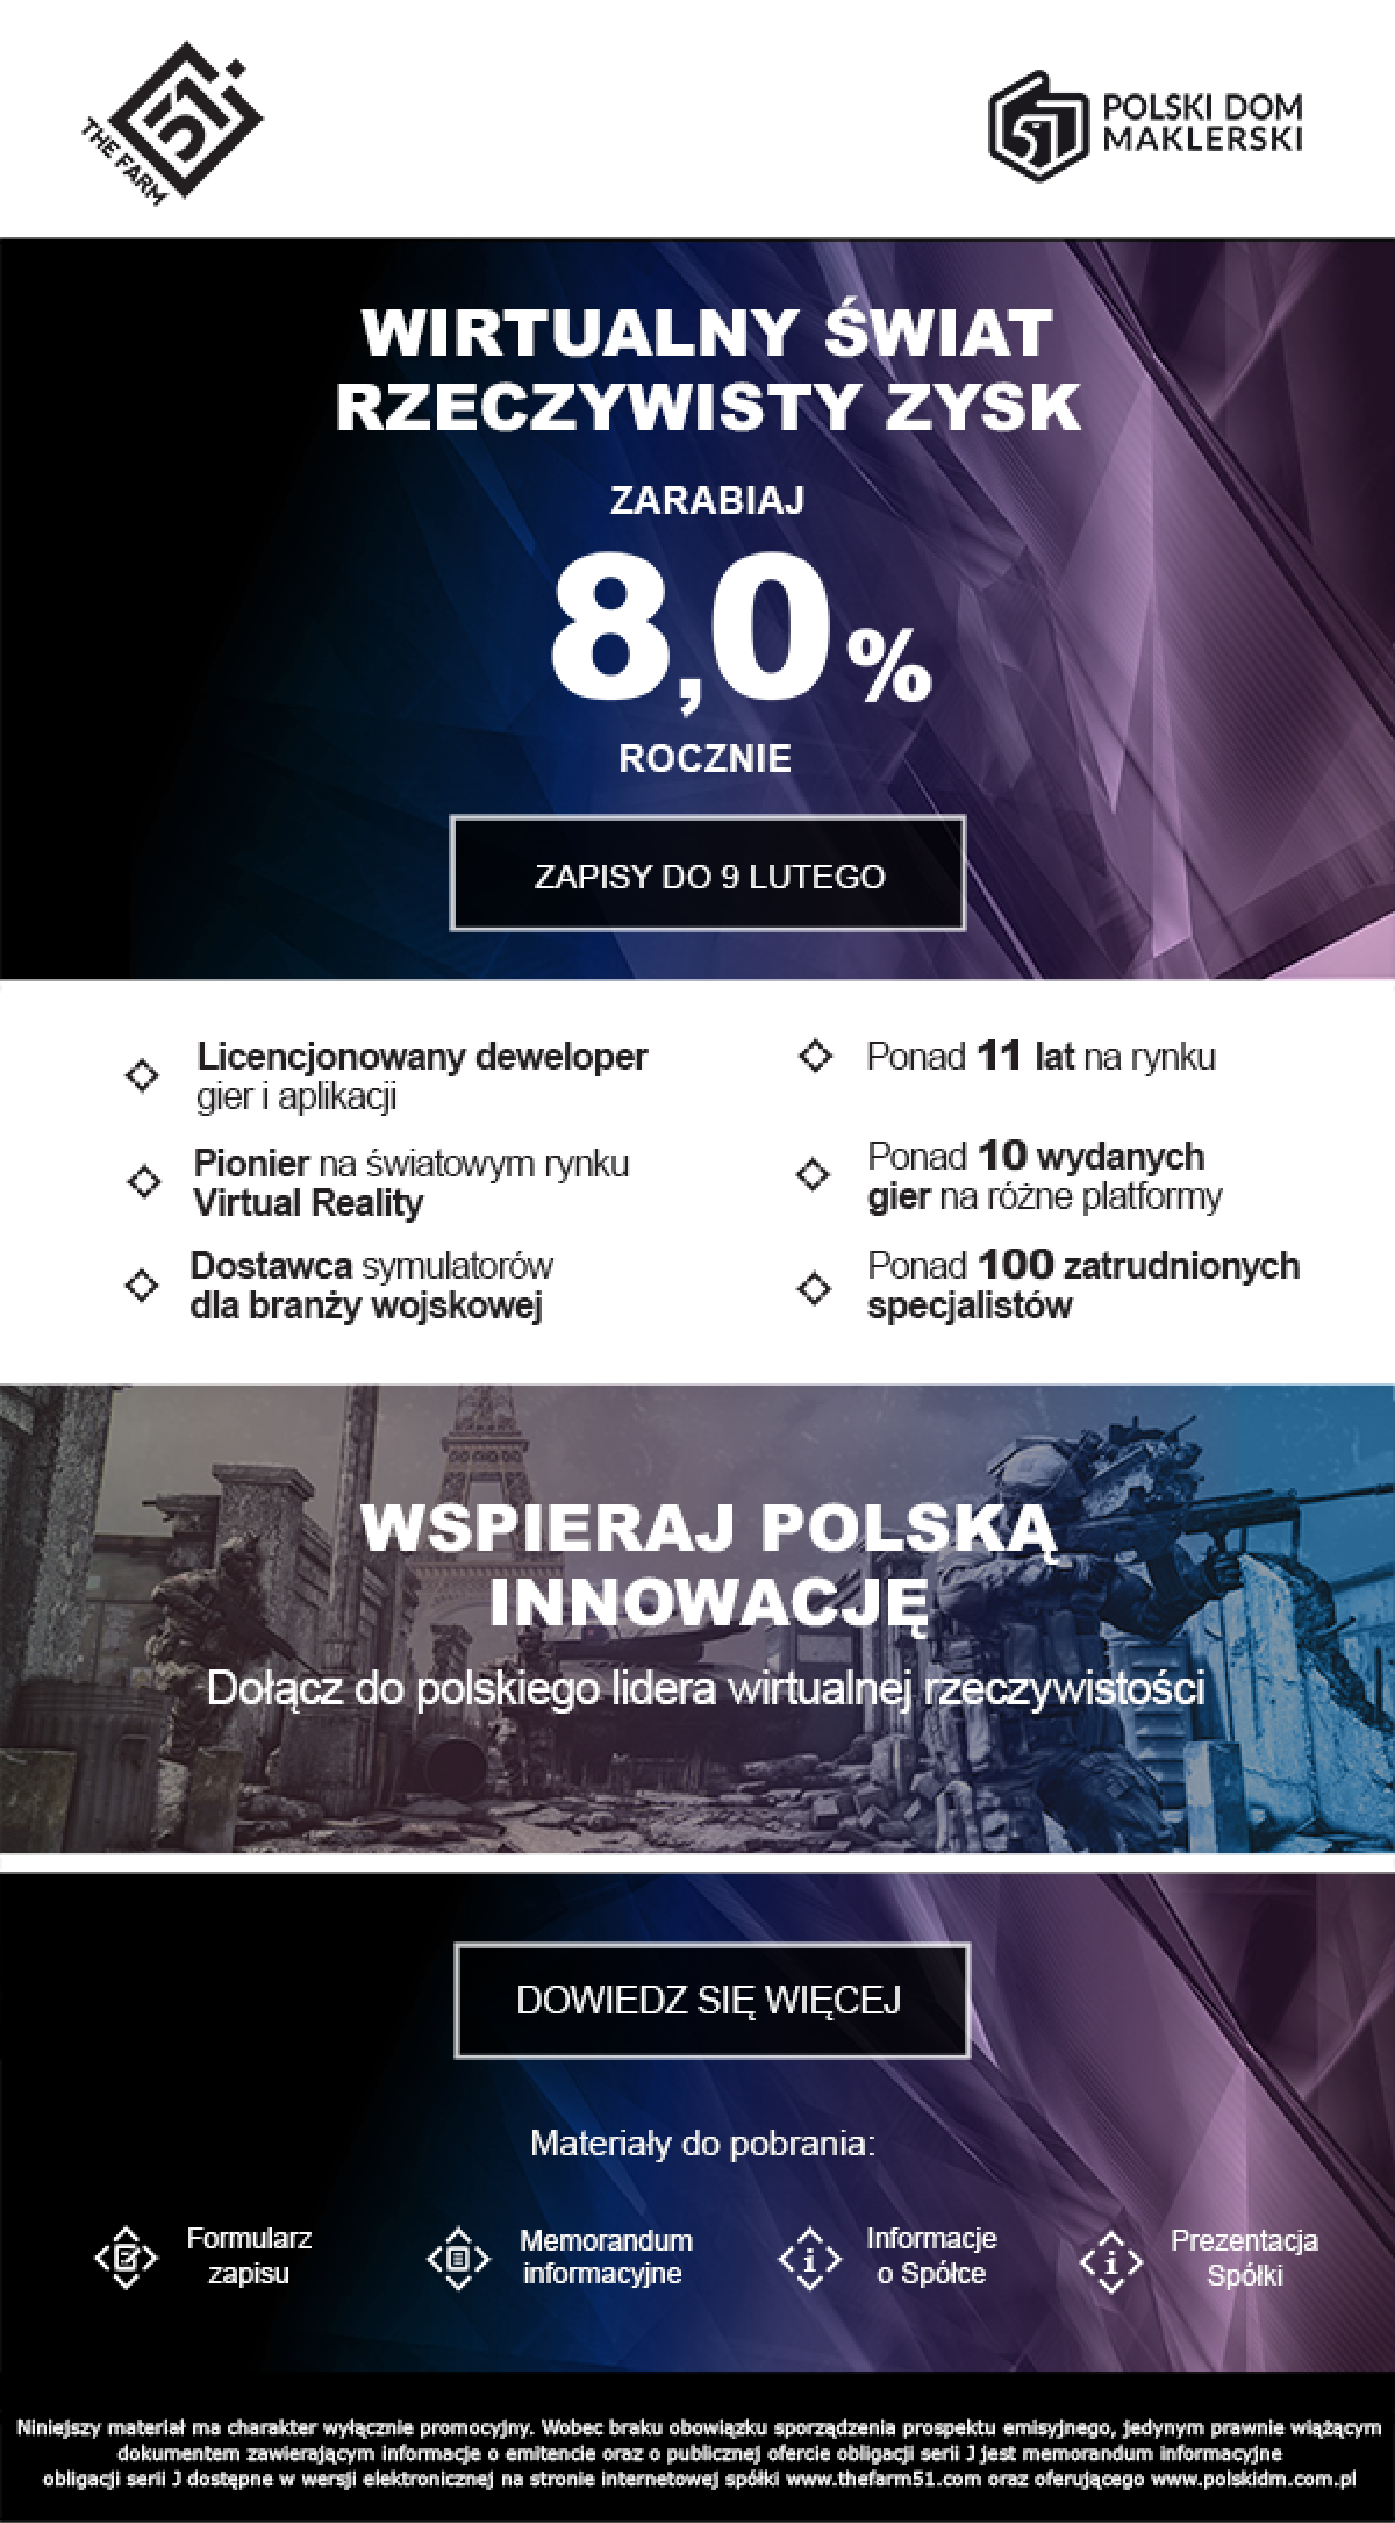 THE FARM 51
POLSKI DOM
MAKLERSKI
WIRTUALNY ŚWIAT
RZECZYWISTY ZYSK
ZARABIAJ
8,0%
ROCZNIE
ZAPISY DO 9 LUTEGO
Licencjonowany deweloper
gier i aplikacji
Pionier na światowym rynku
Virtual Reality
Dostawca symulatorów
dla branży wojskowej
Ponad 11 lat na rynku
Ponad 10 wydanych
gier na różne platformy
Ponad 100 zatrudnionych
specjalistów
WSPIERAJ POLSKĄ
INNOWACJĘ
Dołącz do polskiego lidera wirtualnej rzeczywistości
DOWIEDZ SIĘ WIĘCEJ
Materiały do pobrania:
Formularz
zapisu
Memorandum
informacyjne
Informacje
o Spółce
Prezentacja
Spółki
Niniejszy materiał ma charakter wyłącznie promocyjny. Wobec braku obowiązku sporządzenia prospektu emisyjnego, jedynym prawnie wiążącym
dokumentem zawierającym informacje o emitencie oraz o publicznej ofercie obligacji serii J jest memorandum informacyjne
obligacji serii J dostępne w wersji elektronicznej na stronie internetowej spółki www.thefarm51.com oraz oferującego www.polskidm.com.pl